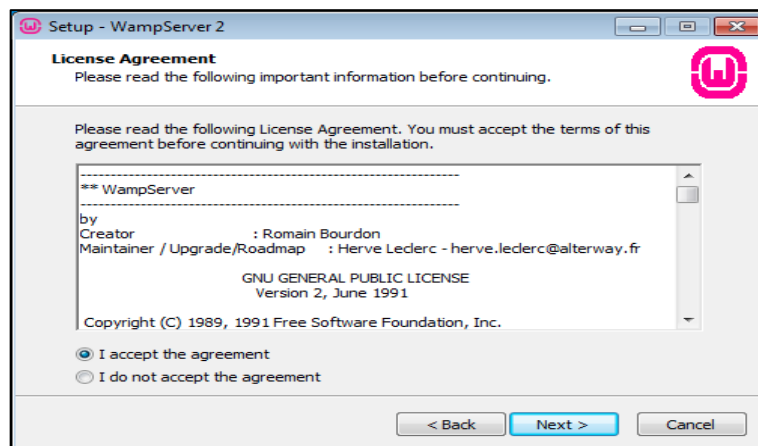 Setup - WampServer 2
License Agreement
Please read the following important information before continuing.
Please read the following License Agreement. You must accept the terms of this
agreement before continuing with the installation.
----------------------------------------------------------------
** WampServer
----------------------------------------------------------------
by
Creator : Romain Bourdon
Maintainer / Upgrade/Roadmap : Herve Leclerc - herve.leclerc@alterway.fr
GNU GENERAL PUBLIC LICENSE
Version 2, June 1991
Copyright (C) 1989, 1991 Free Software Foundation, Inc.
I accept the agreement
I do not accept the agreement
< Back Next > Cancel